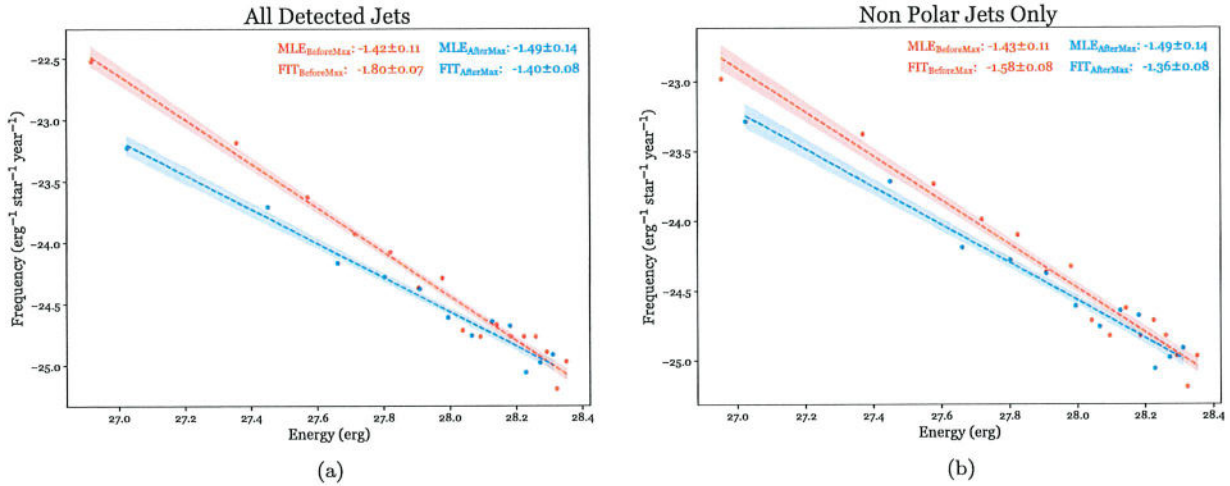 All Detected Jets
MLE_BeforeMax: -1.42±0.11 MLE_AfterMax: -1.49±0.14
FIT_BeforeMax: -1.80±0.07 FIT_AfterMax: -1.40±0.08
Frequency (erg⁻¹ star⁻¹ year⁻¹)
−22.5
−23.0
−23.5
−24.0
−24.5
−25.0
27.0 27.2 27.4 27.6 27.8 28.0 28.2 28.4
Energy (erg)
(a)
Non Polar Jets Only
MLE_BeforeMax: -1.43±0.11 MLE_AfterMax: -1.49±0.14
FIT_BeforeMax: -1.58±0.08 FIT_AfterMax: -1.36±0.08
Frequency (erg⁻¹ star⁻¹ year⁻¹)
−23.0
−23.5
−24.0
−24.5
−25.0
27.0 27.2 27.4 27.6 27.8 28.0 28.2 28.4
Energy (erg)
(b)